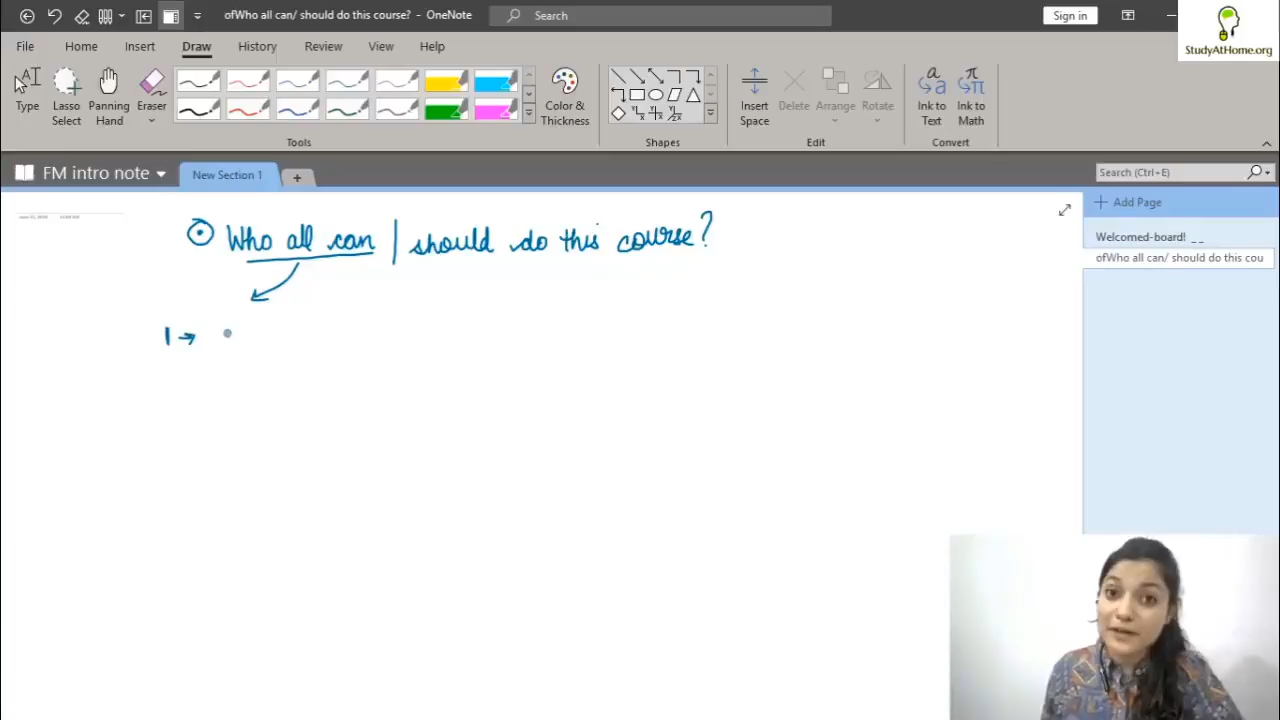 ofWho all can/ should do this course? - OneNote
Search
Sign in
StudyAtHome.org
File Home Insert Draw History Review View Help
Type Lasso Select Panning Hand Eraser Color & Thickness Insert Space Delete Arrange Rotate Ink to Text Ink to Math
Tools Shapes Edit Convert
FM intro note New Section 1 Search (Ctrl+E)
Add Page
Who all can | should do this course?
Welcomed-board! _ _
ofWho all can/ should do this cou
1 →